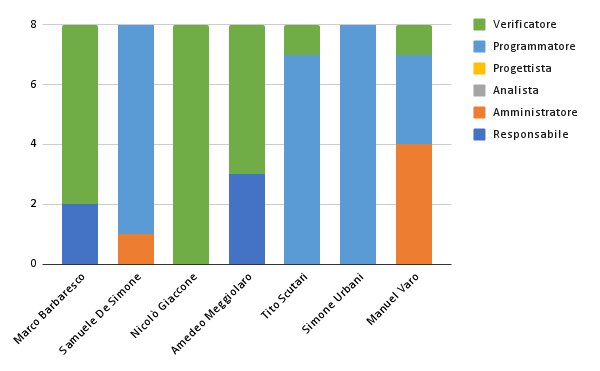 8
6
4
2
0
Marco Barbaresco
Samuele De Simone
Nicolò Giaccone
Amedeo Meggiolaro
Tito Scutari
Simone Urbani
Manuel Varo
Verificatore
Programmatore
Progettista
Analista
Amministratore
Responsabile